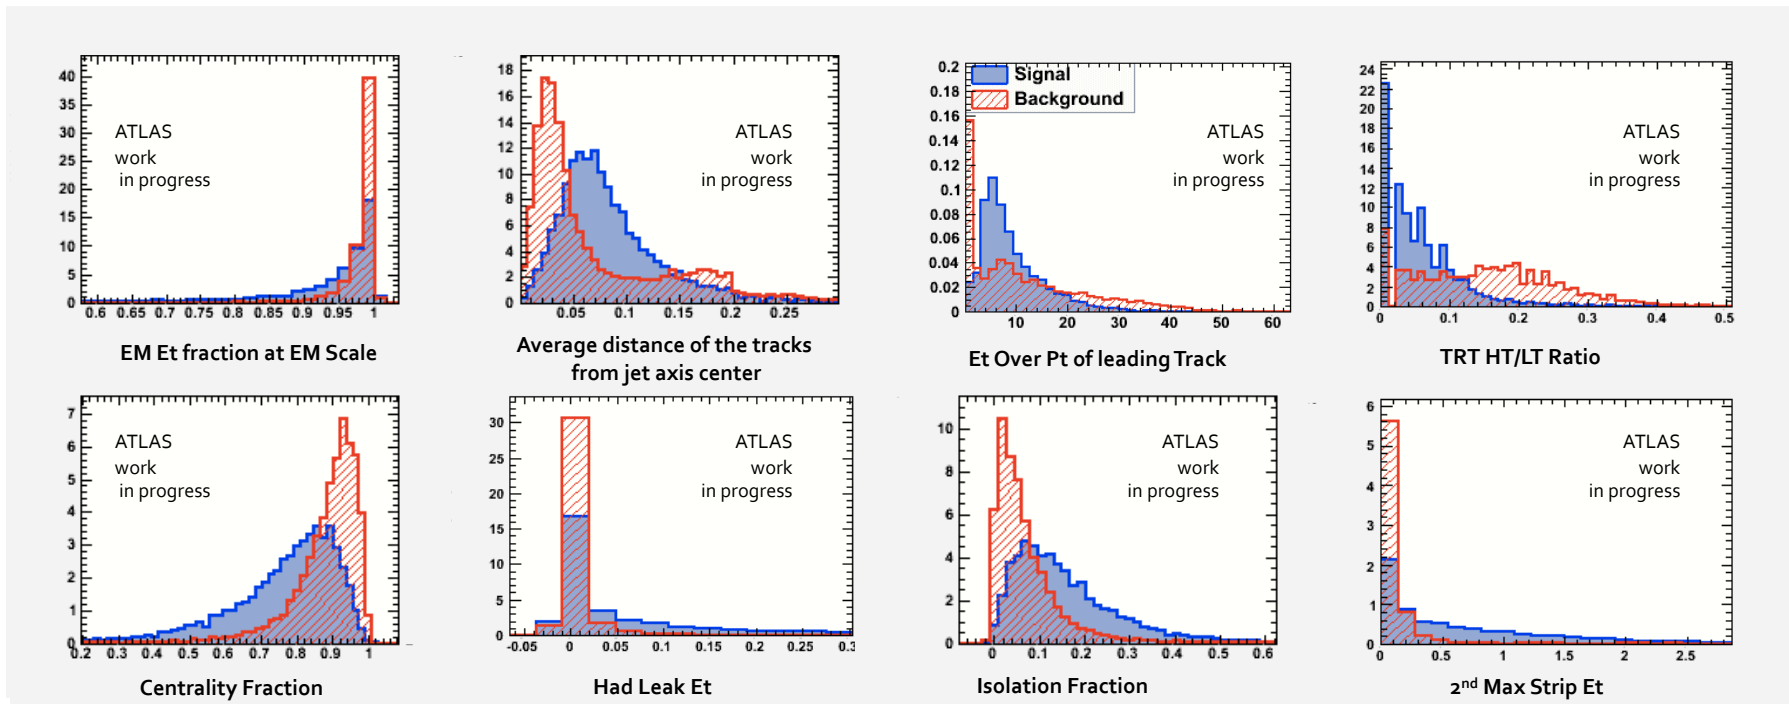 40
35
30
25
20
15
10
5
0
0.6 0.65 0.7 0.75 0.8 0.85 0.9 0.95 1
ATLAS
work
in progress
EM Et fraction at EM Scale
18
16
14
12
10
8
6
4
2
0
0.05 0.1 0.15 0.2 0.25
ATLAS
work
in progress
Average distance of the tracks
from jet axis center
0.2
0.18
0.16
0.14
0.12
0.1
0.08
0.06
0.04
0.02
0
10 20 30 40 50 60
Signal
Background
ATLAS
work
in progress
Et Over Pt of leading Track
24
22
20
18
16
14
12
10
8
6
4
2
0
0 0.1 0.2 0.3 0.4 0.5
ATLAS
work
in progress
TRT HT/LT Ratio
7
6
5
4
3
2
1
0
0.2 0.3 0.4 0.5 0.6 0.7 0.8 0.9 1
ATLAS
work
in progress
Centrality Fraction
30
25
20
15
10
5
0
-0.05 0 0.05 0.1 0.15 0.2 0.25
ATLAS
work
in progress
Had Leak Et
10
8
6
4
2
0
0 0.1 0.2 0.3 0.4 0.5 0.6
ATLAS
work
in progress
Isolation Fraction
6
5
4
3
2
1
0
0 0.5 1 1.5 2 2.5
ATLAS
work
in progress
2nd Max Strip Et